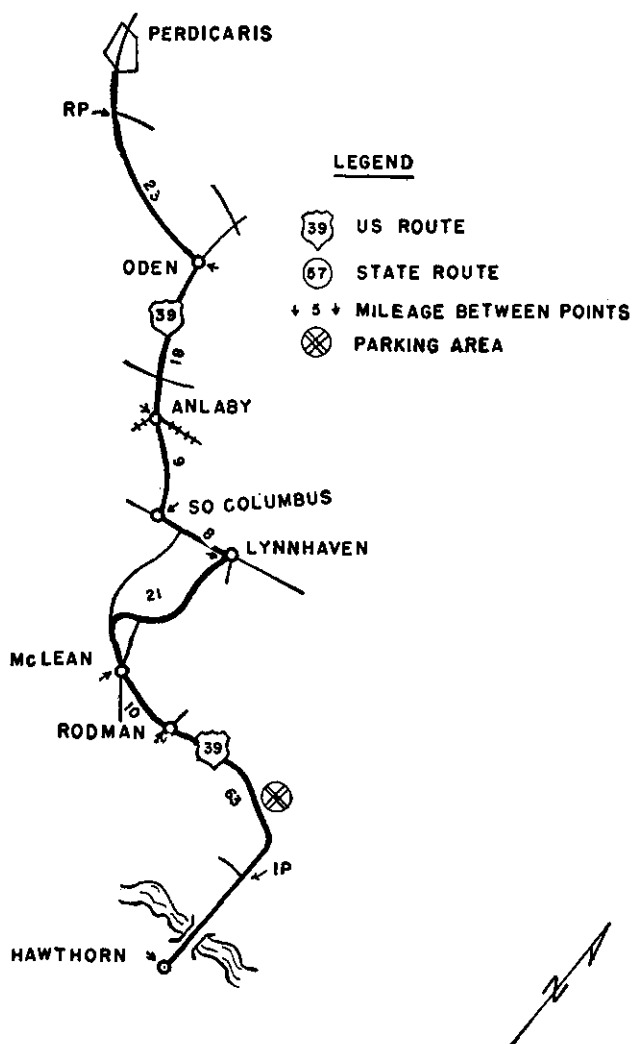 PERDICARIS
RP
23
LEGEND
39 US ROUTE
57 STATE ROUTE
5 MILEAGE BETWEEN POINTS
PARKING AREA
ODEN
39
18
ANLABY
9
SO COLUMBUS
8
LYNNHAVEN
21
McLEAN
10
RODMAN
39
63
IP
HAWTHORN
N